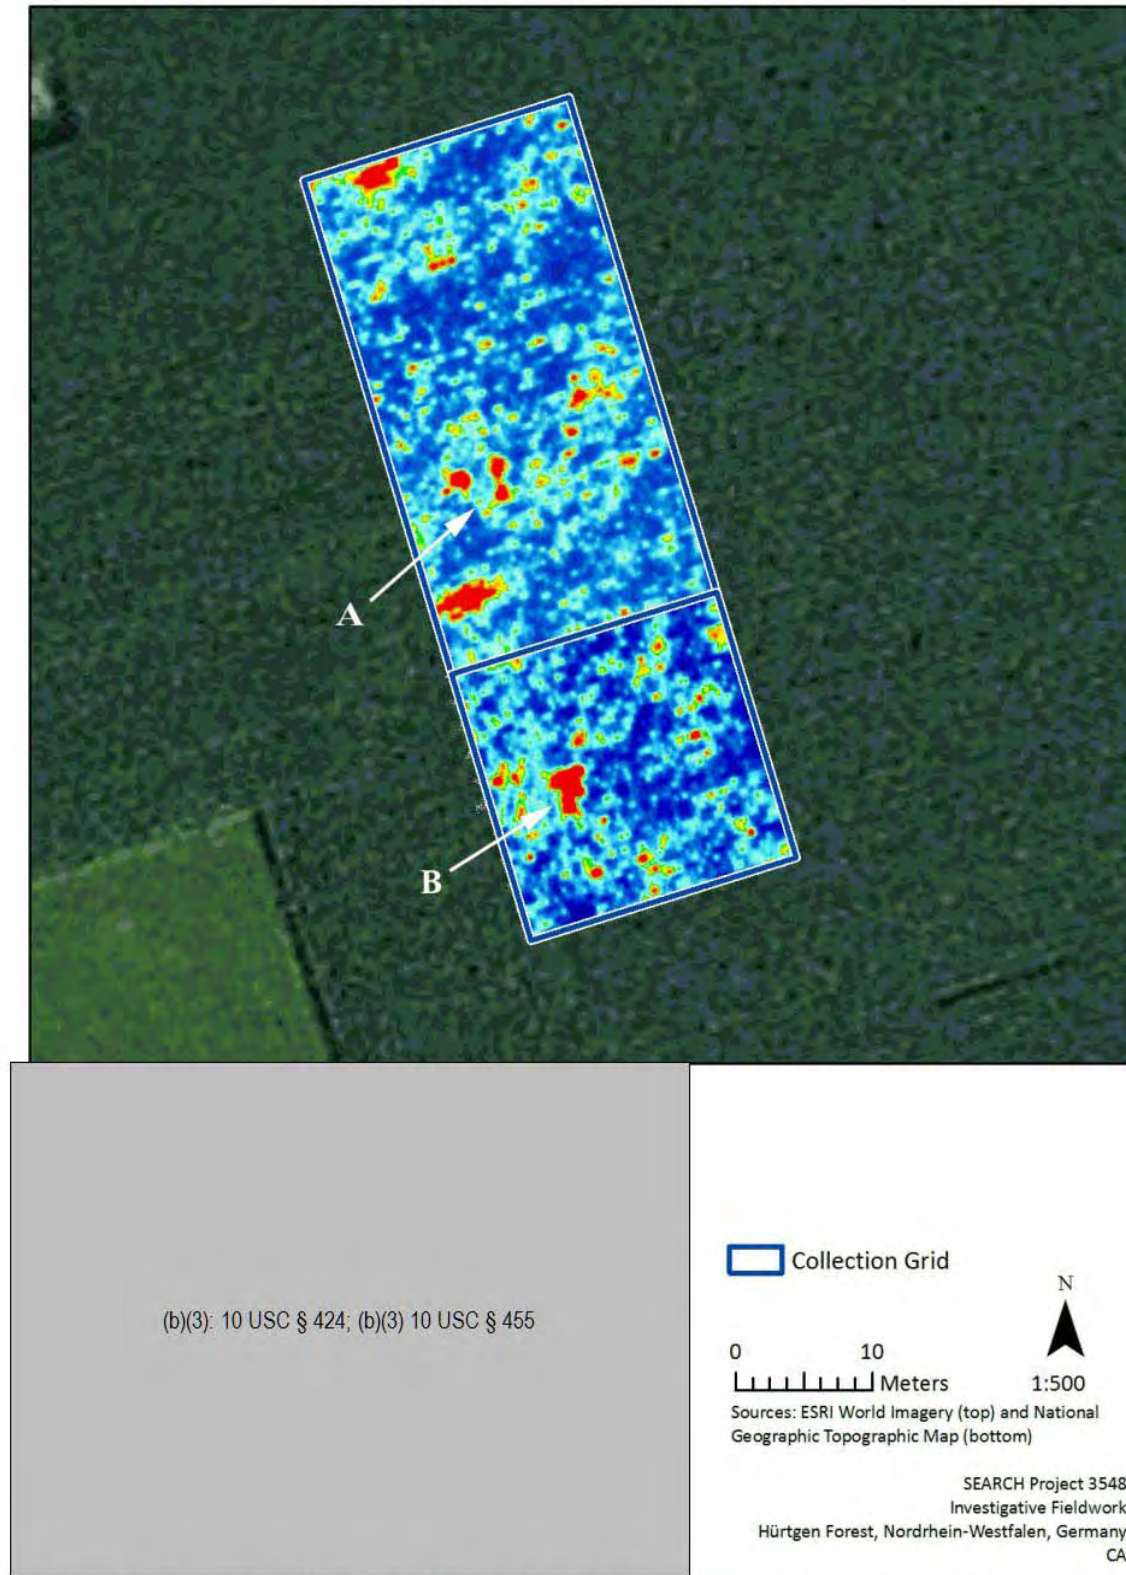 A
B
(b)(3): 10 USC § 424; (b)(3) 10 USC § 455
Collection Grid
N
0 10
Meters 1:500
Sources: ESRI World Imagery (top) and National
Geographic Topographic Map (bottom)
SEARCH Project 3548
Investigative Fieldwork
Hürtgen Forest, Nordrhein-Westfalen, Germany
CA